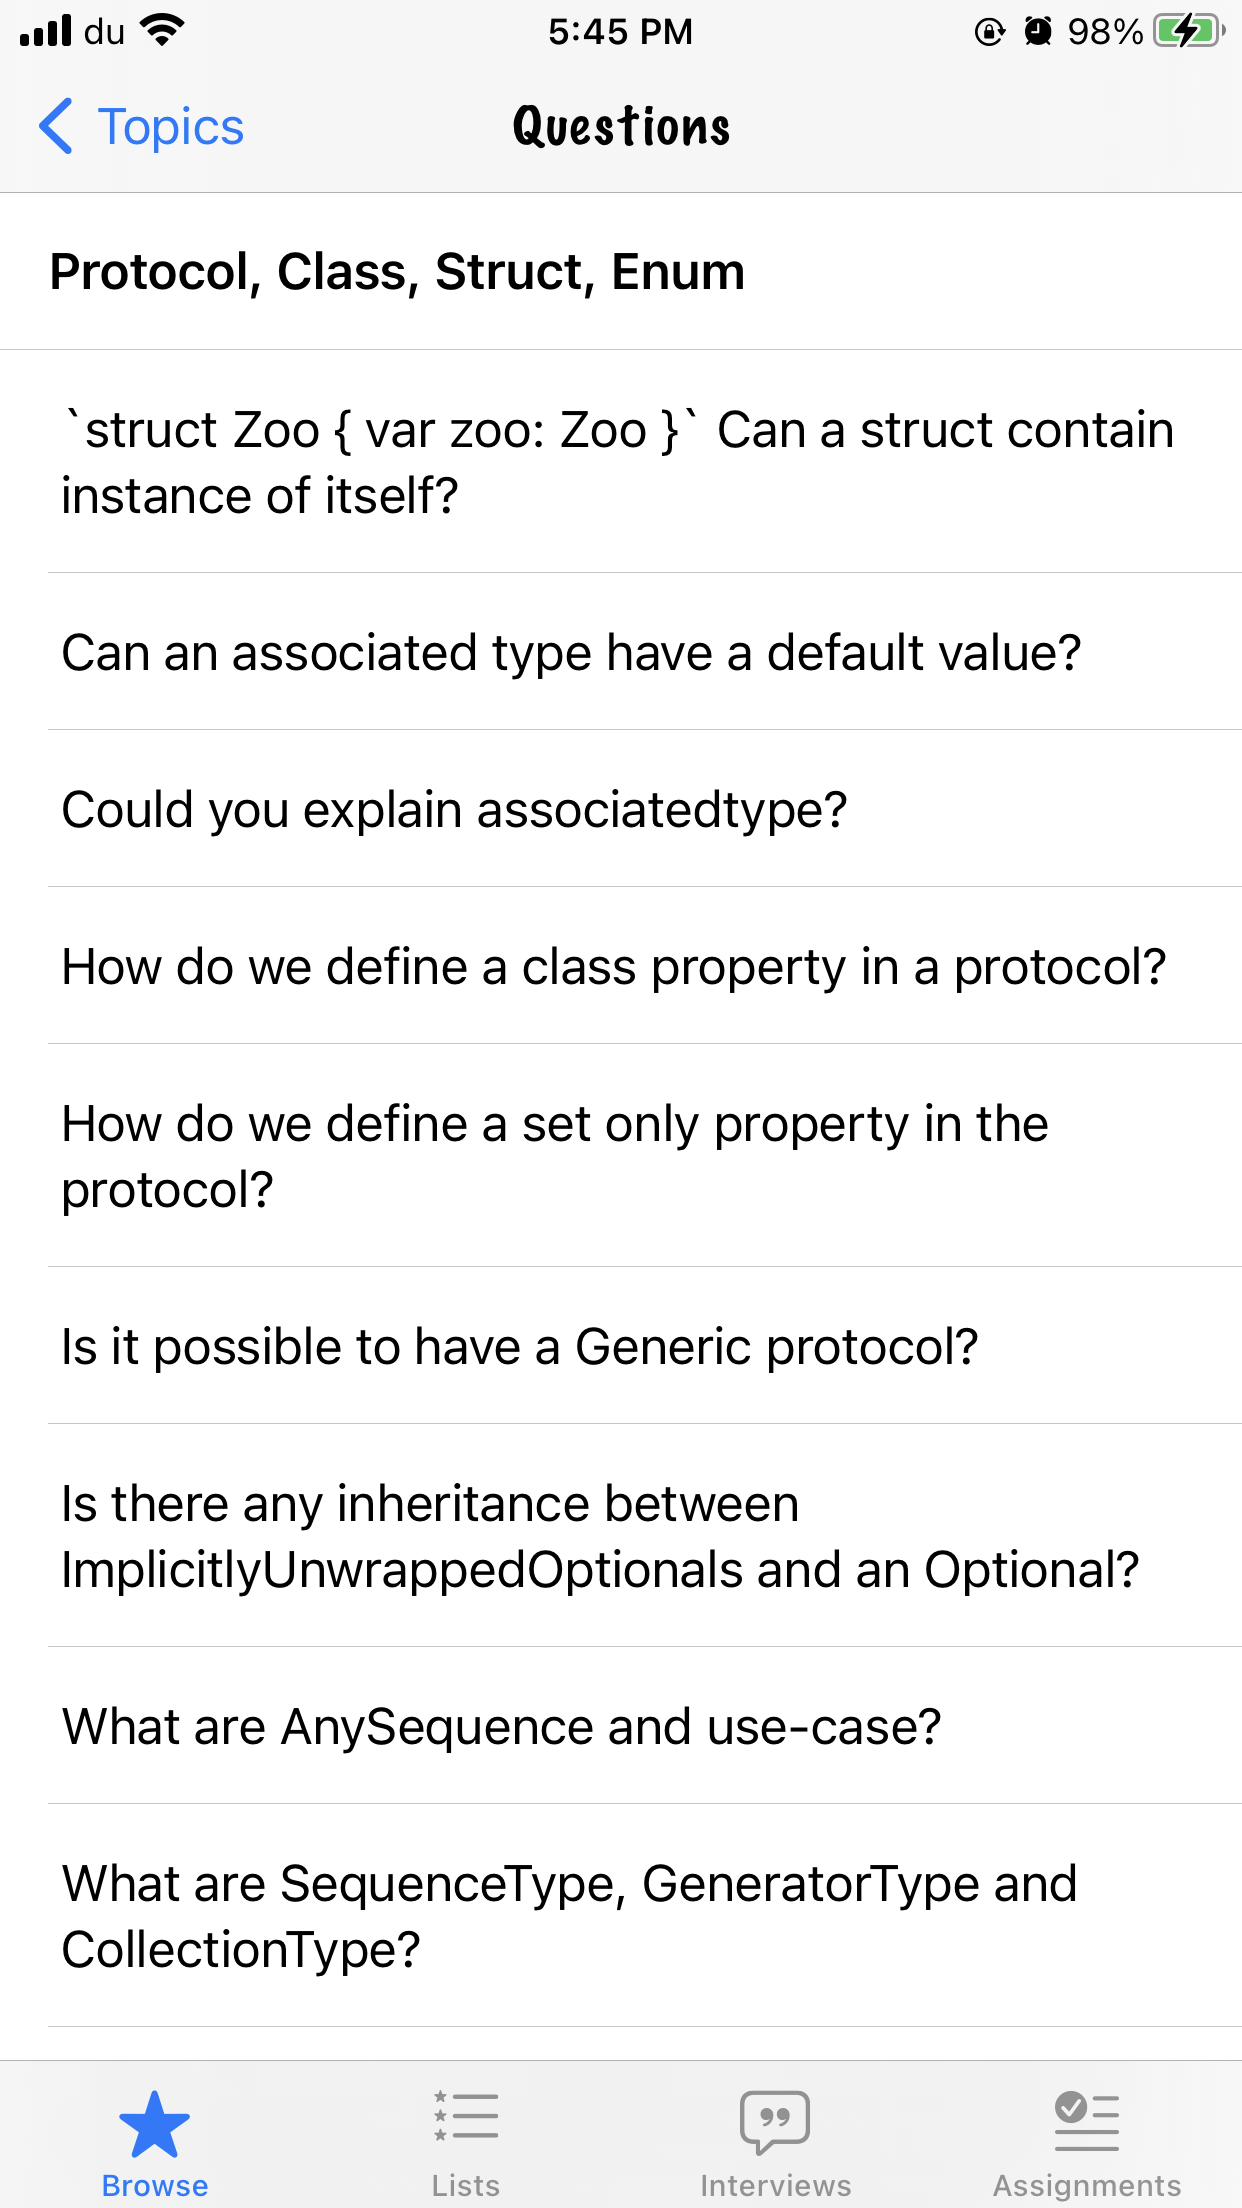 du 5:45 PM 98%
Topics Questions
Protocol, Class, Struct, Enum
`struct Zoo { var zoo: Zoo }` Can a struct contain
instance of itself?
Can an associated type have a default value?
Could you explain associatedtype?
How do we define a class property in a protocol?
How do we define a set only property in the
protocol?
Is it possible to have a Generic protocol?
Is there any inheritance between
ImplicitlyUnwrappedOptionals and an Optional?
What are AnySequence and use-case?
What are SequenceType, GeneratorType and
CollectionType?
Browse Lists Interviews Assignments